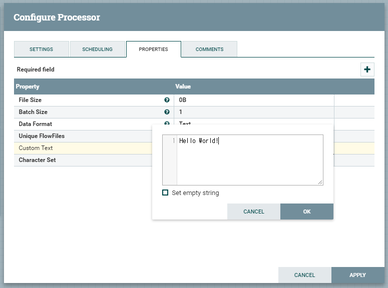 Configure Processor
SETTINGS SCHEDULING PROPERTIES COMMENTS
Required field
Property Value
File Size 0B
Batch Size 1
Data Format Text
Unique FlowFiles
Custom Text
Character Set
1 Hello World!
Set empty string
CANCEL OK
CANCEL APPLY